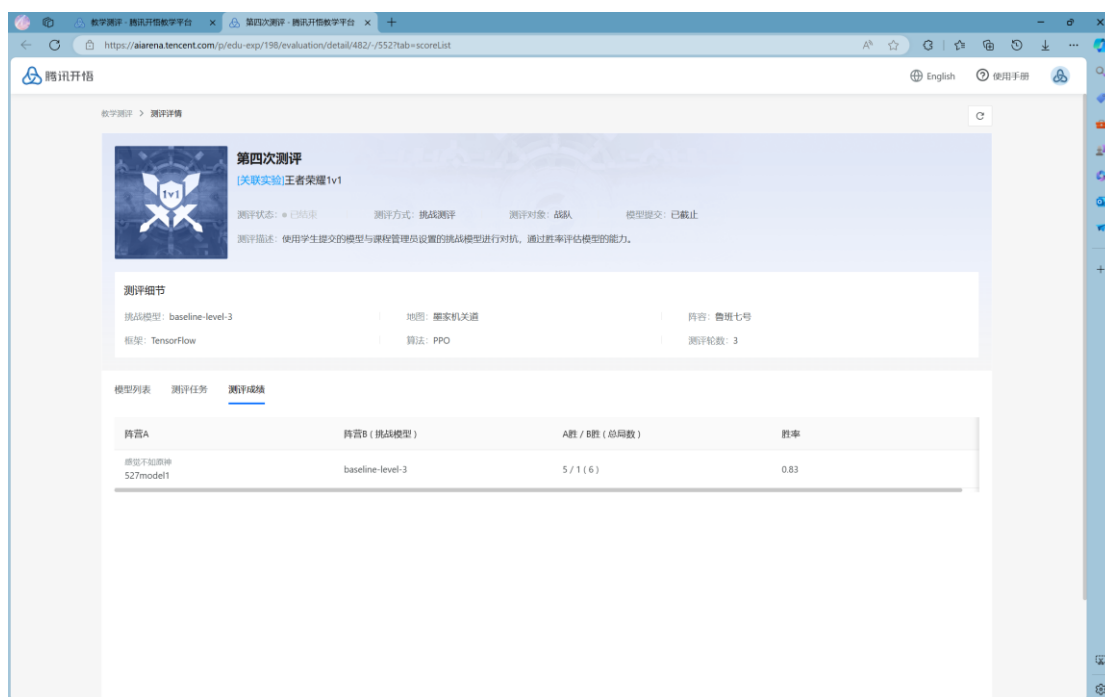 教学测评 - 腾讯开悟教学平台
第四次测评 - 腾讯开悟教学平台
https://aiarena.tencent.com/p/edu-exp/198/evaluation/detail/482/-/552?tab=scoreList
腾讯开悟
English 使用手册
教学测评 > 测评详情
1v1
第四次测评
[关联实验]王者荣耀1v1
测评状态: 已结束 测评方式: 挑战测评 测评对象: 战队 模型提交: 已截止
测评描述: 使用学生提交的模型与课程管理员设置的挑战模型进行对抗，通过胜率评估模型的能力。
测评细节
挑战模型: baseline-level-3 地图: 墨家机关道 阵容: 鲁班七号
框架: TensorFlow 算法: PPO 测评轮数: 3
模型列表 测评任务 测评成绩
阵营A 阵营B ( 挑战模型 ) A胜 / B胜 ( 总局数 ) 胜率
感觉不如原神
527model1 baseline-level-3 5 / 1 ( 6 ) 0.83